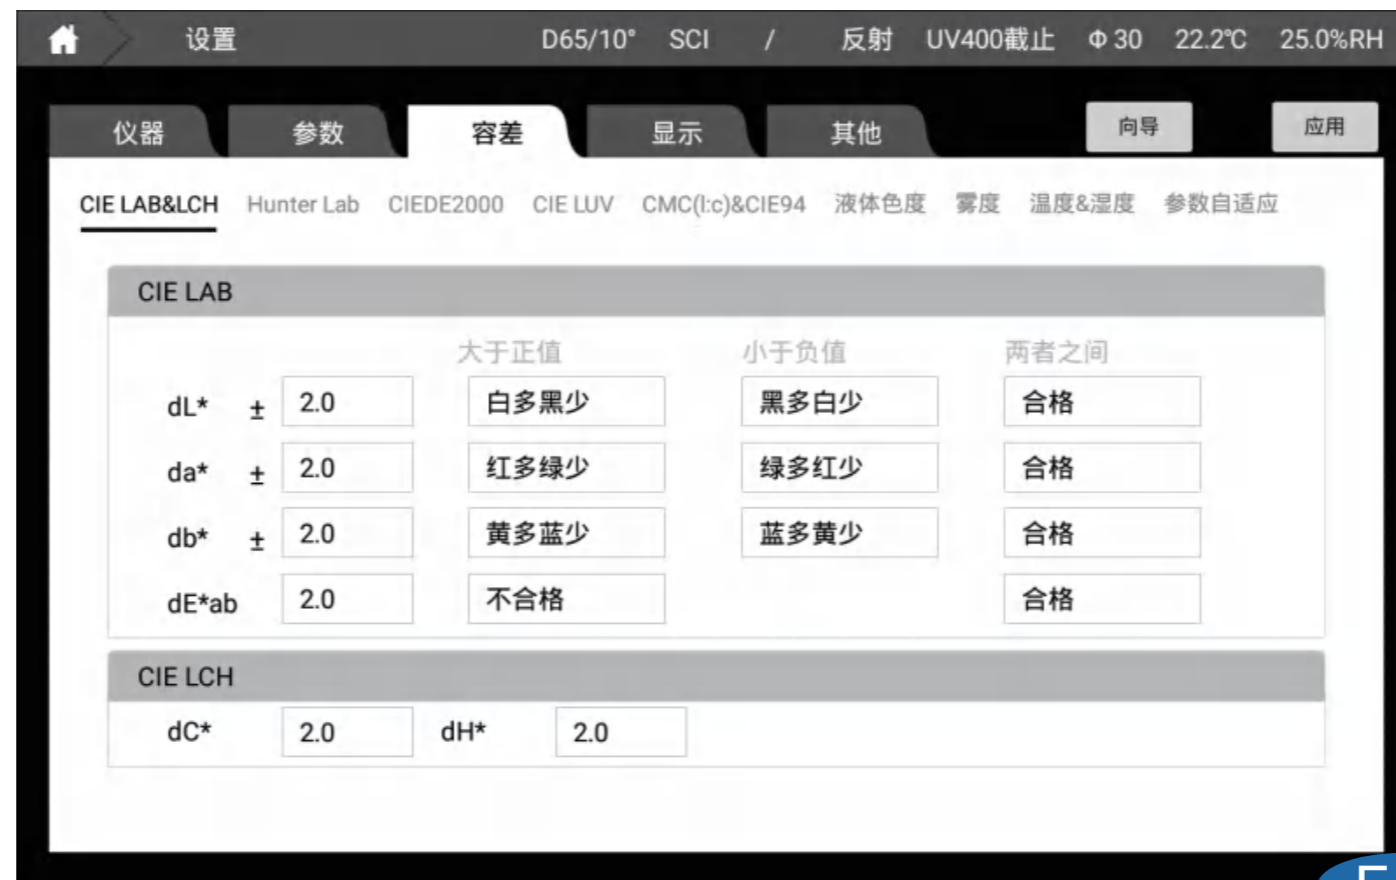 设置 D65/10° SCI / 反射 UV400截止 Φ 30 22.2℃ 25.0%RH
仪器 参数 容差 显示 其他 向导 应用
CIE LAB&LCH Hunter Lab CIEDE2000 CIE LUV CMC(l:c)&CIE94 液体色度 雾度 温度&湿度 参数自适应
CIE LAB
大于正值 小于负值 两者之间
dL* ± 2.0 白多黑少 黑多白少 合格
da* ± 2.0 红多绿少 绿多红少 合格
db* ± 2.0 黄多蓝少 蓝多黄少 合格
dE*ab 2.0 不合格 合格
CIE LCH
dC* 2.0 dH* 2.0